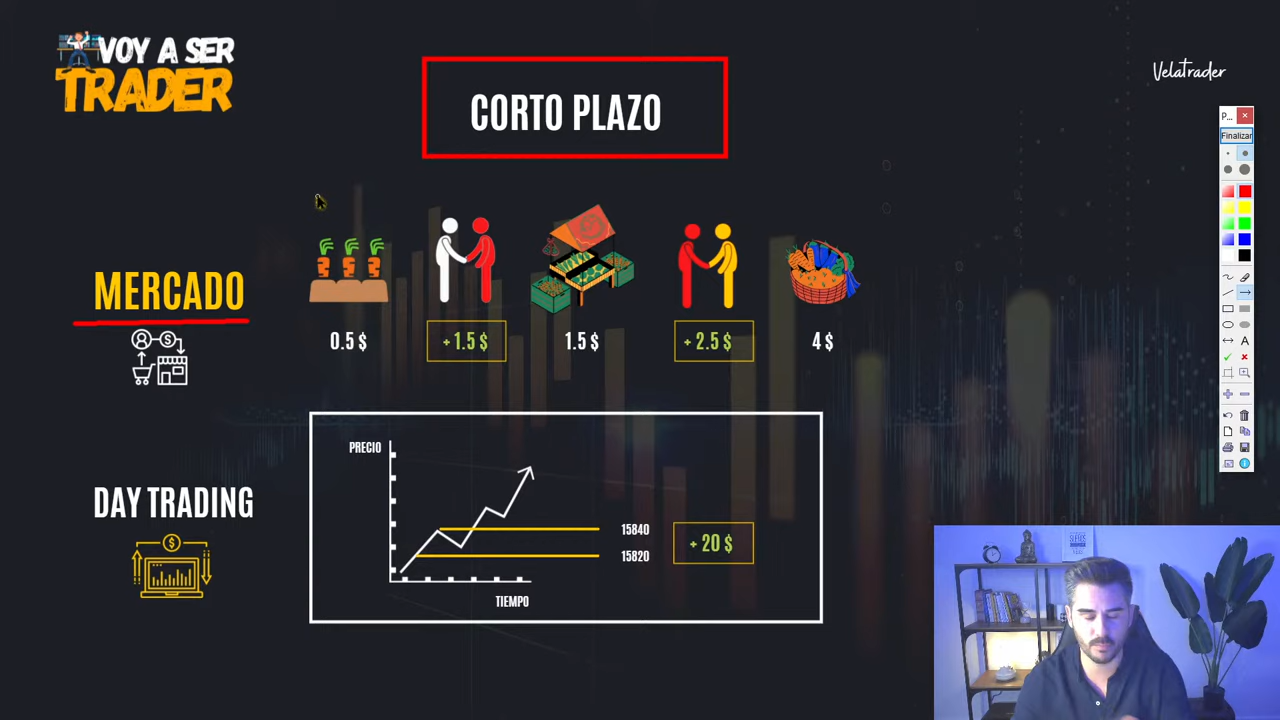 VOY A SER
TRADER
CORTO PLAZO
Velatrader
P...
Finalizar
MERCADO
0.5 $
+ 1.5 $
1.5 $
+ 2.5 $
4 $
A
PRECIO
DAY TRADING
15840
15820
+ 20 $
TIEMPO